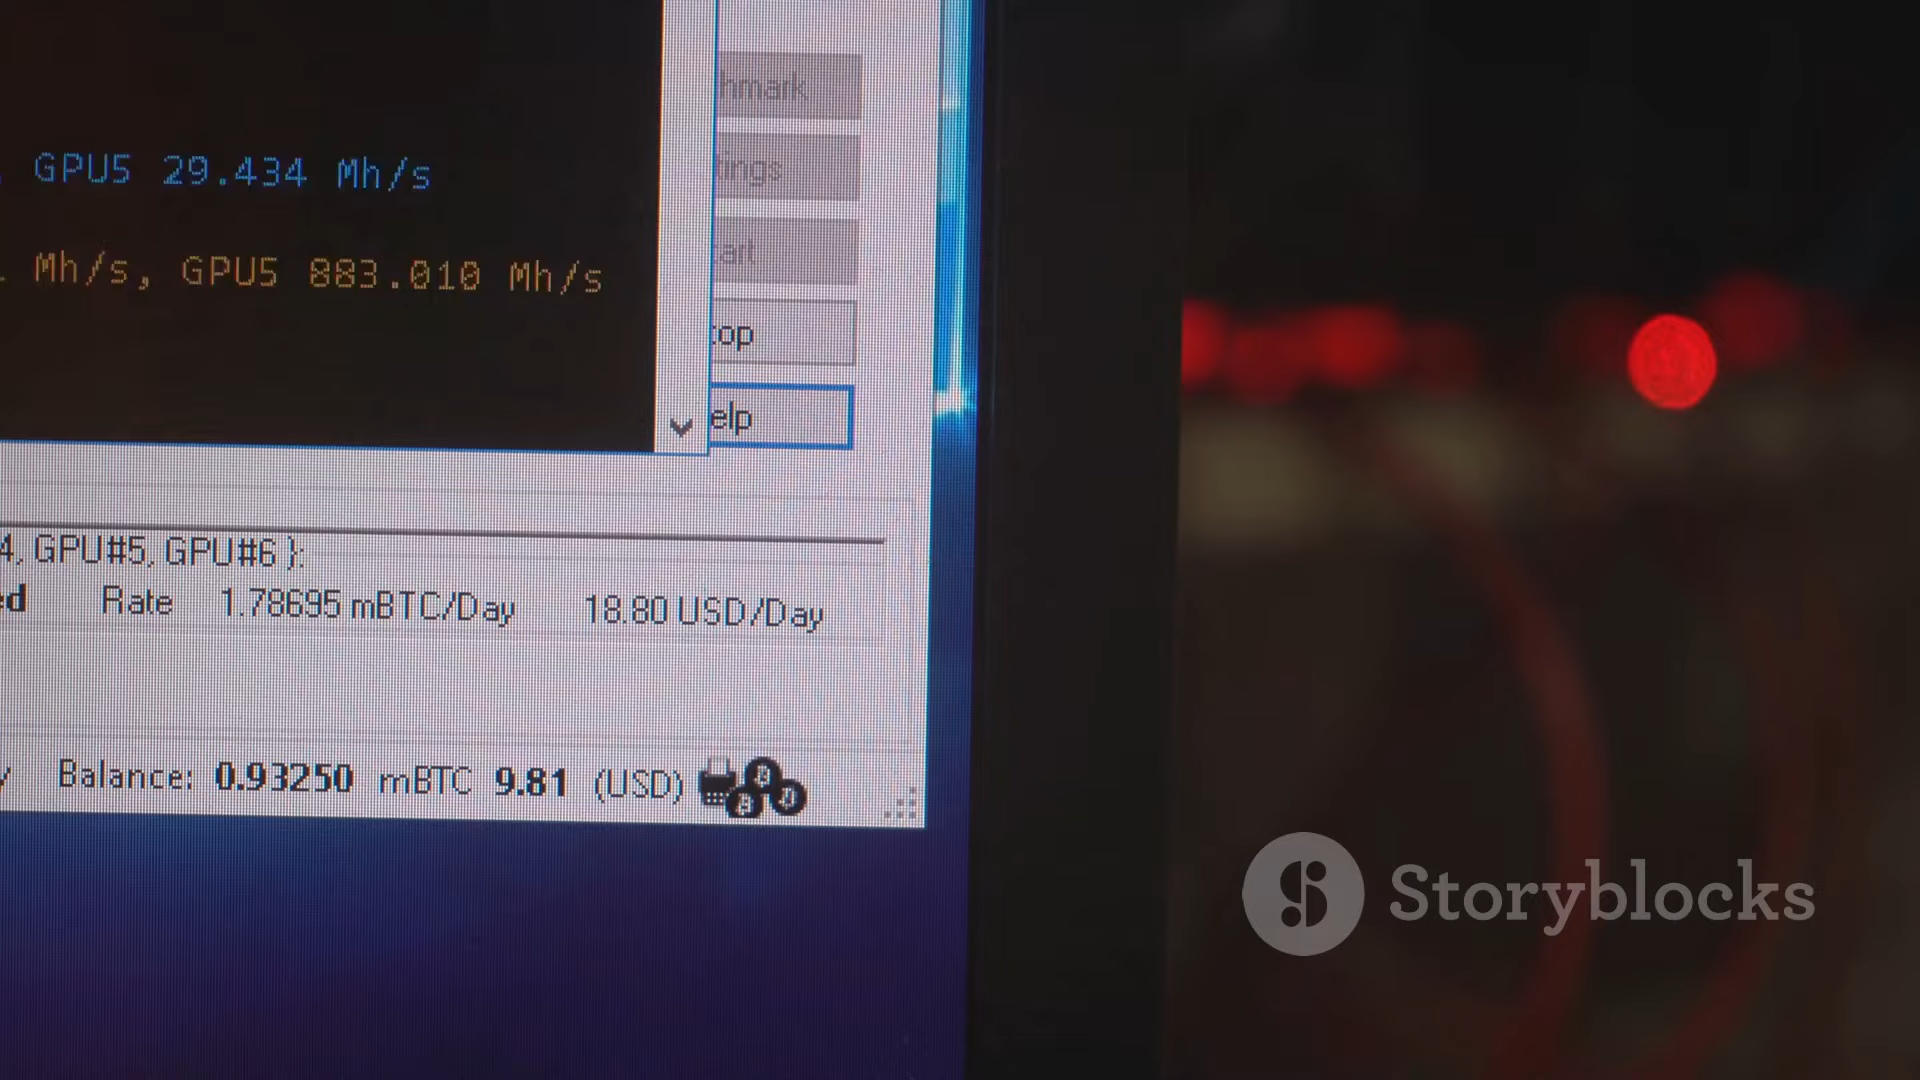 hmark
tings
GPU5 29.434 Mh/s
Mh/s, GPU5 883.010 Mh/s
art
top
elp
4, GPU#5, GPU#6 }:
ed Rate 1.78695 mBTC/Day 18.80 USD/Day
y Balance: 0.93250 mBTC 9.81 (USD)
Storyblocks